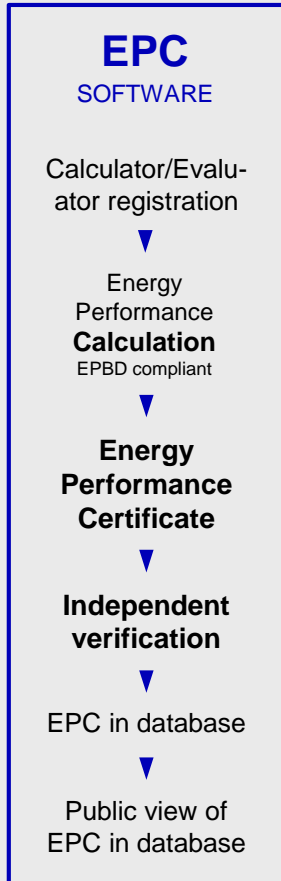 EPC
SOFTWARE
Calculator/Evalu-
ator registration
Energy
Performance
Calculation
EPBD compliant
Energy
Performance
Certificate
Independent
verification
EPC in database
Public view of
EPC in database